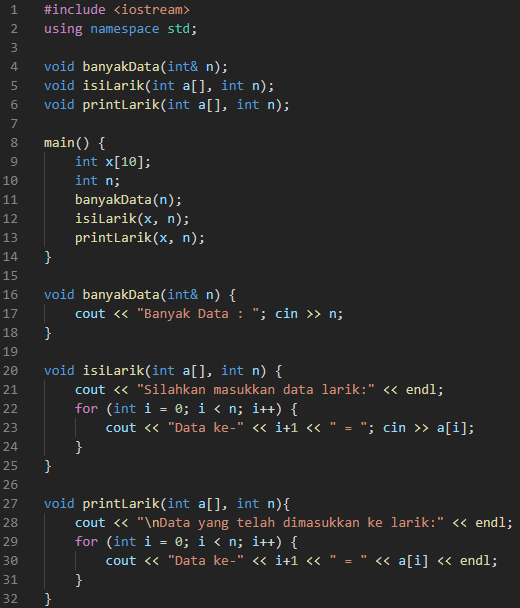 1 #include <iostream>
2 using namespace std;
3
4 void banyakData(int& n);
5 void isiLarik(int a[], int n);
6 void printLarik(int a[], int n);
7
8 main() {
9     int x[10];
10     int n;
11     banyakData(n);
12     isiLarik(x, n);
13     printLarik(x, n);
14 }
15
16 void banyakData(int& n) {
17     cout << "Banyak Data : "; cin >> n;
18 }
19
20 void isiLarik(int a[], int n) {
21     cout << "Silahkan masukkan data larik:" << endl;
22     for (int i = 0; i < n; i++) {
23         cout << "Data ke-" << i+1 << " = "; cin >> a[i];
24     }
25 }
26
27 void printLarik(int a[], int n){
28     cout << "\nData yang telah dimasukkan ke larik:" << endl;
29     for (int i = 0; i < n; i++) {
30         cout << "Data ke-" << i+1 << " = " << a[i] << endl;
31     }
32 }